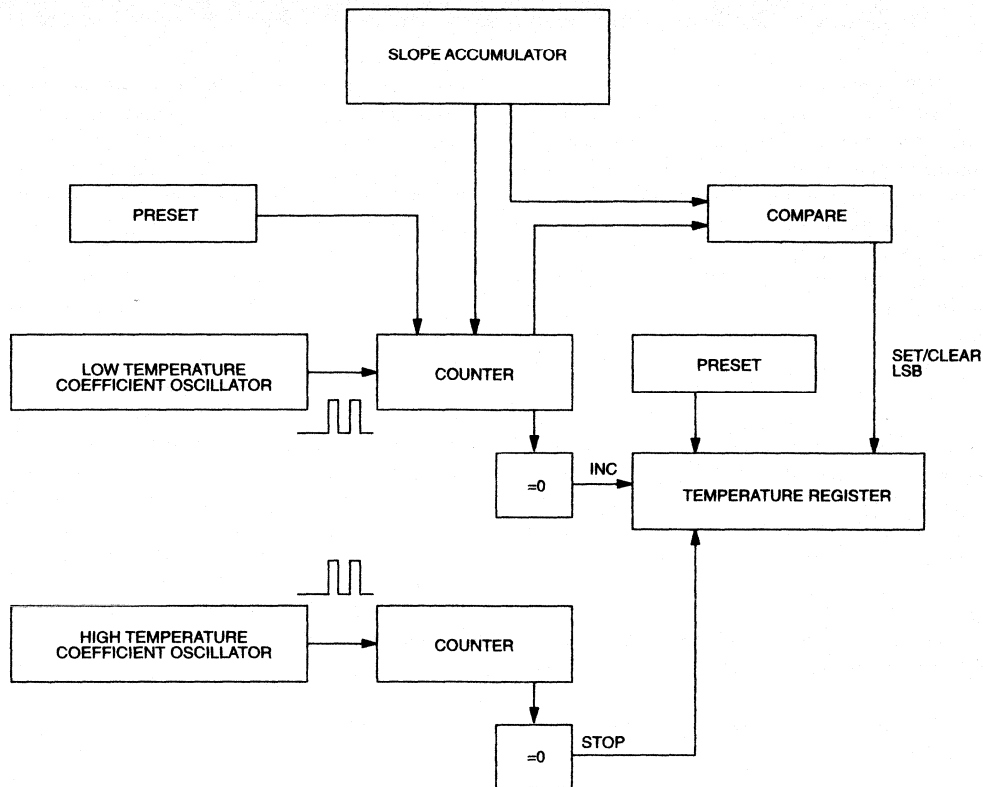 SLOPE ACCUMULATOR
PRESET
COMPARE
LOW TEMPERATURE
COEFFICIENT OSCILLATOR
COUNTER
PRESET
SET/CLEAR
LSB
=0
INC
TEMPERATURE REGISTER
HIGH TEMPERATURE
COEFFICIENT OSCILLATOR
COUNTER
=0
STOP